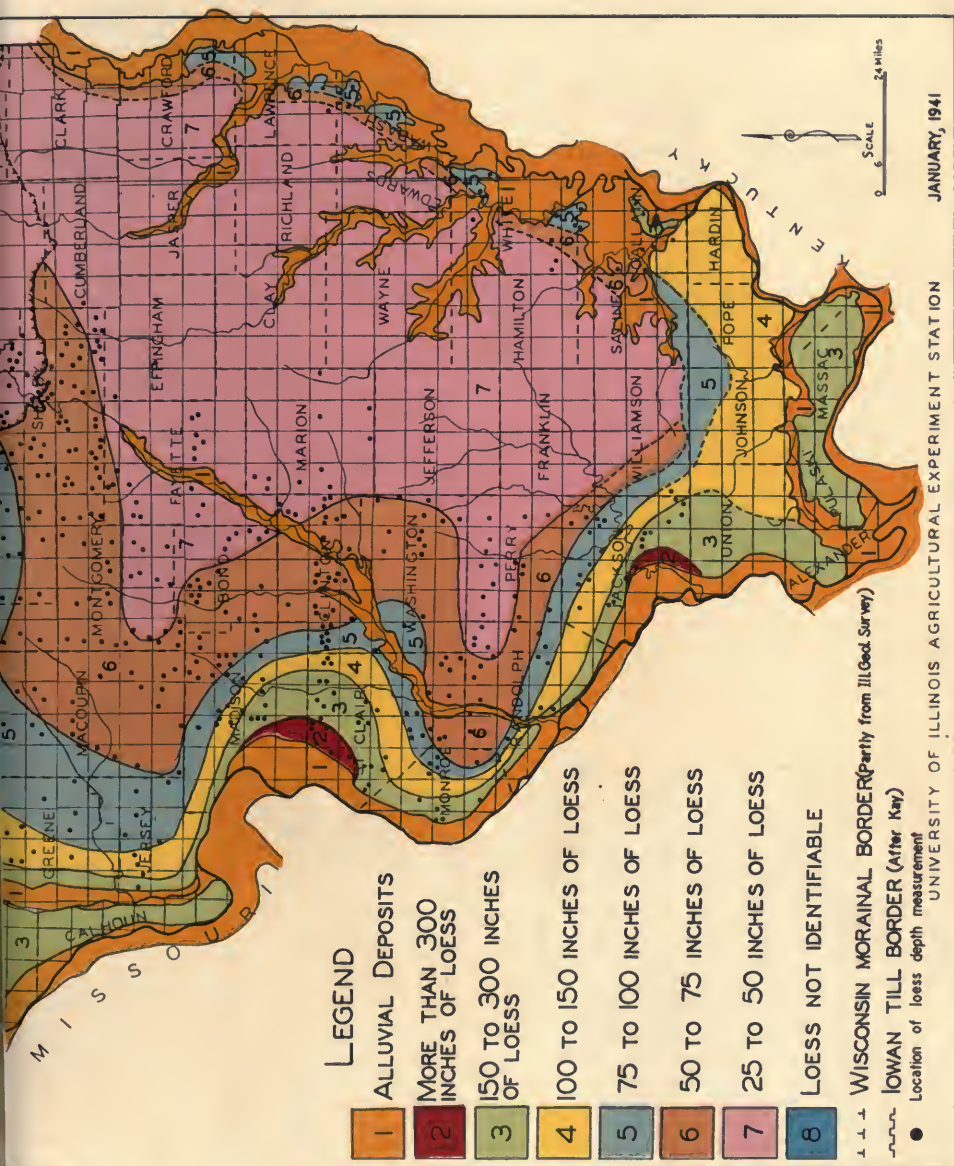 MISSOURI
KENTUCKY
GREENE
MACOUPIN
MONTGOMERY
SHELBY
CUMBERLAND
CLARK
CALHOUN
JERSEY
BOND
FAYETTE
EFFINGHAM
JASPER
CRAWFORD
MADISON
CLINTON
MARION
CLAY
RICHLAND
LAWRENCE
ST CLAIR
WASHINGTON
JEFFERSON
WAYNE
EDWARDS
MONROE
RANDOLPH
PERRY
FRANKLIN
HAMILTON
WHITE
JACKSON
WILLIAMSON
SALINE
GALLATIN
UNION
JOHNSON
POPE
HARDIN
ALEXANDER
PULASKI
MASSAC
LEGEND
1 ALLUVIAL DEPOSITS
2 MORE THAN 300
INCHES OF LOESS
3 150 TO 300 INCHES
OF LOESS
4 100 TO 150 INCHES OF LOESS
5 75 TO 100 INCHES OF LOESS
6 50 TO 75 INCHES OF LOESS
7 25 TO 50 INCHES OF LOESS
8 LOESS NOT IDENTIFIABLE
WISCONSIN MORAINAL BORDER (Partly from Ill. Geol. Survey)
IOWAN TILL BORDER (After Kay)
Location of loess depth measurement
SCALE
0 6 24 Miles
UNIVERSITY OF ILLINOIS AGRICULTURAL EXPERIMENT STATION
JANUARY, 1941